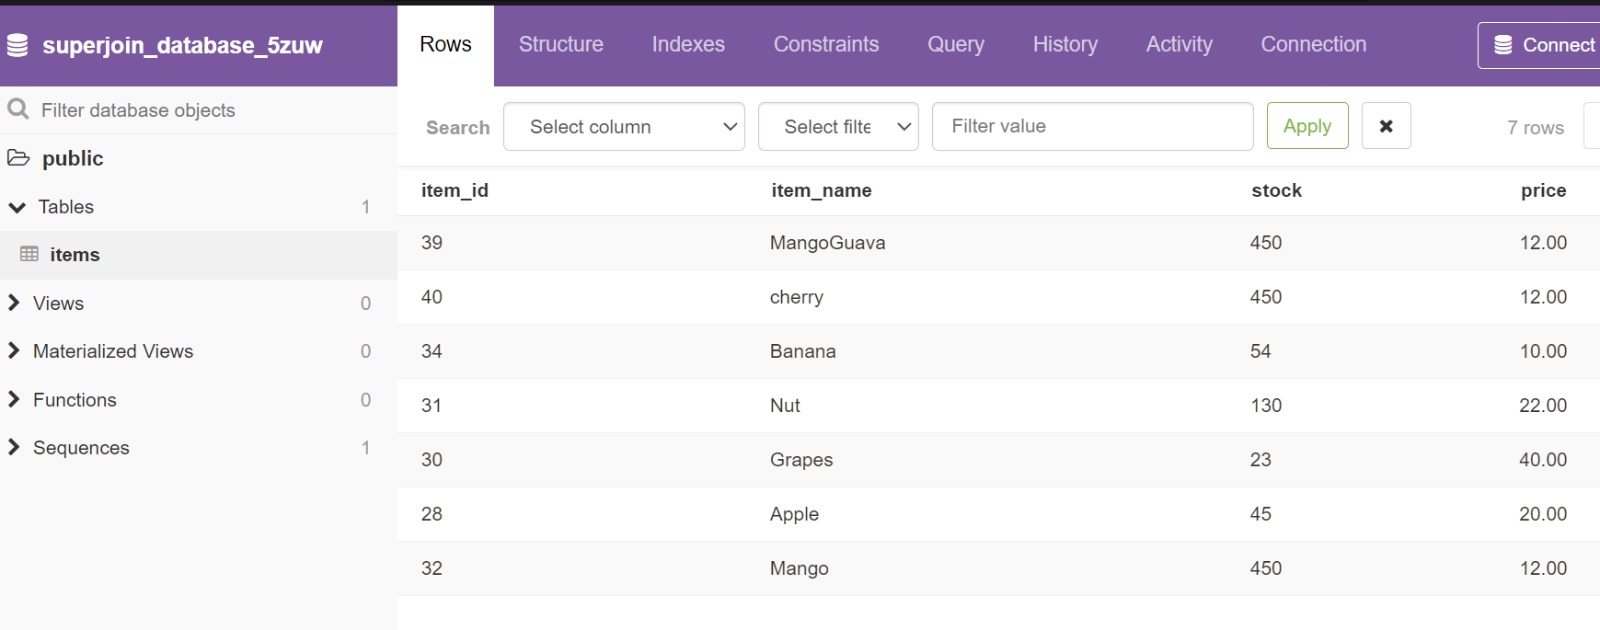 superjoin_database_5zuw Rows Structure Indexes Constraints Query History Activity Connection Connect
Filter database objects
Search Select column Select filte Filter value Apply 7 rows
public
Tables 1
items
Views 0
Materialized Views 0
Functions 0
Sequences 1
item_id item_name stock price
39 MangoGuava 450 12.00
40 cherry 450 12.00
34 Banana 54 10.00
31 Nut 130 22.00
30 Grapes 23 40.00
28 Apple 45 20.00
32 Mango 450 12.00